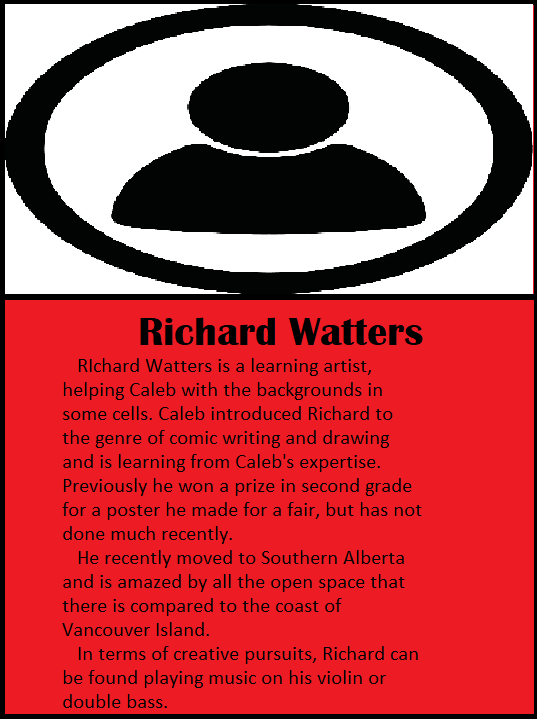 Richard Watters
RIchard Watters is a learning artist,
helping Caleb with the backgrounds in
some cells. Caleb introduced Richard to
the genre of comic writing and drawing
and is learning from Caleb's expertise.
Previously he won a prize in second grade
for a poster he made for a fair, but has not
done much recently.
He recently moved to Southern Alberta
and is amazed by all the open space that
there is compared to the coast of
Vancouver Island.
In terms of creative pursuits, Richard can
be found playing music on his violin or
double bass.